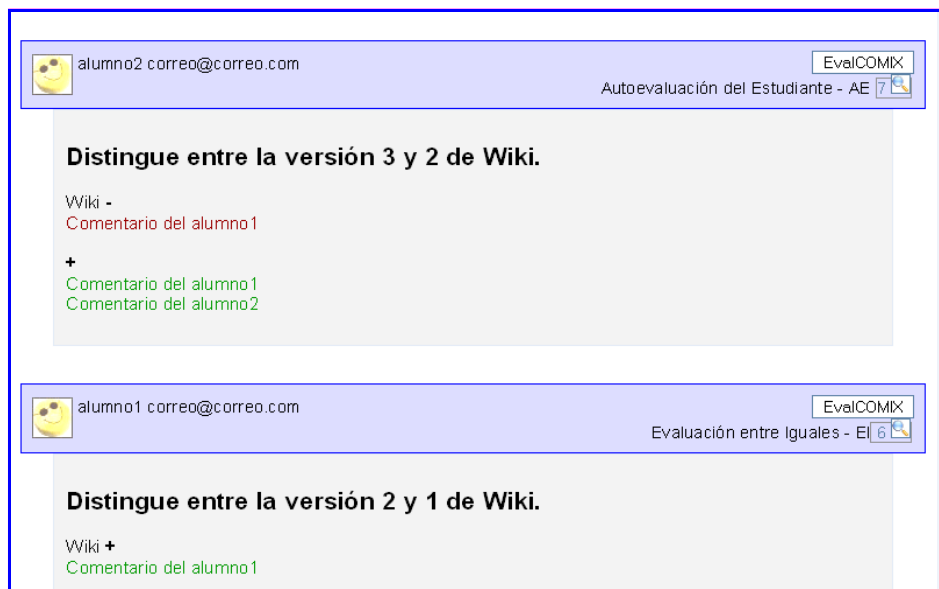 alumno2 correo@correo.com
EvalCOMIX
Autoevaluación del Estudiante - AE 7
Distingue entre la versión 3 y 2 de Wiki.
Wiki -
Comentario del alumno1
+
Comentario del alumno1
Comentario del alumno2
alumno1 correo@correo.com
EvalCOMIX
Evaluación entre Iguales - EI 6
Distingue entre la versión 2 y 1 de Wiki.
Wiki +
Comentario del alumno1